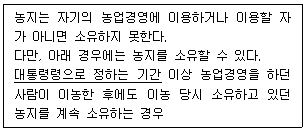 농지는 자기의 농업경영에 이용하거나 이용할 자
가 아니면 소유하지 못한다.
다만, 아래 경우에는 농지를 소유할 수 있다.
대통령령으로 정하는 기간 이상 농업경영을 하던
사람이 이농한 후에도 이농 당시 소유하고 있던
농지를 계속 소유하는 경우